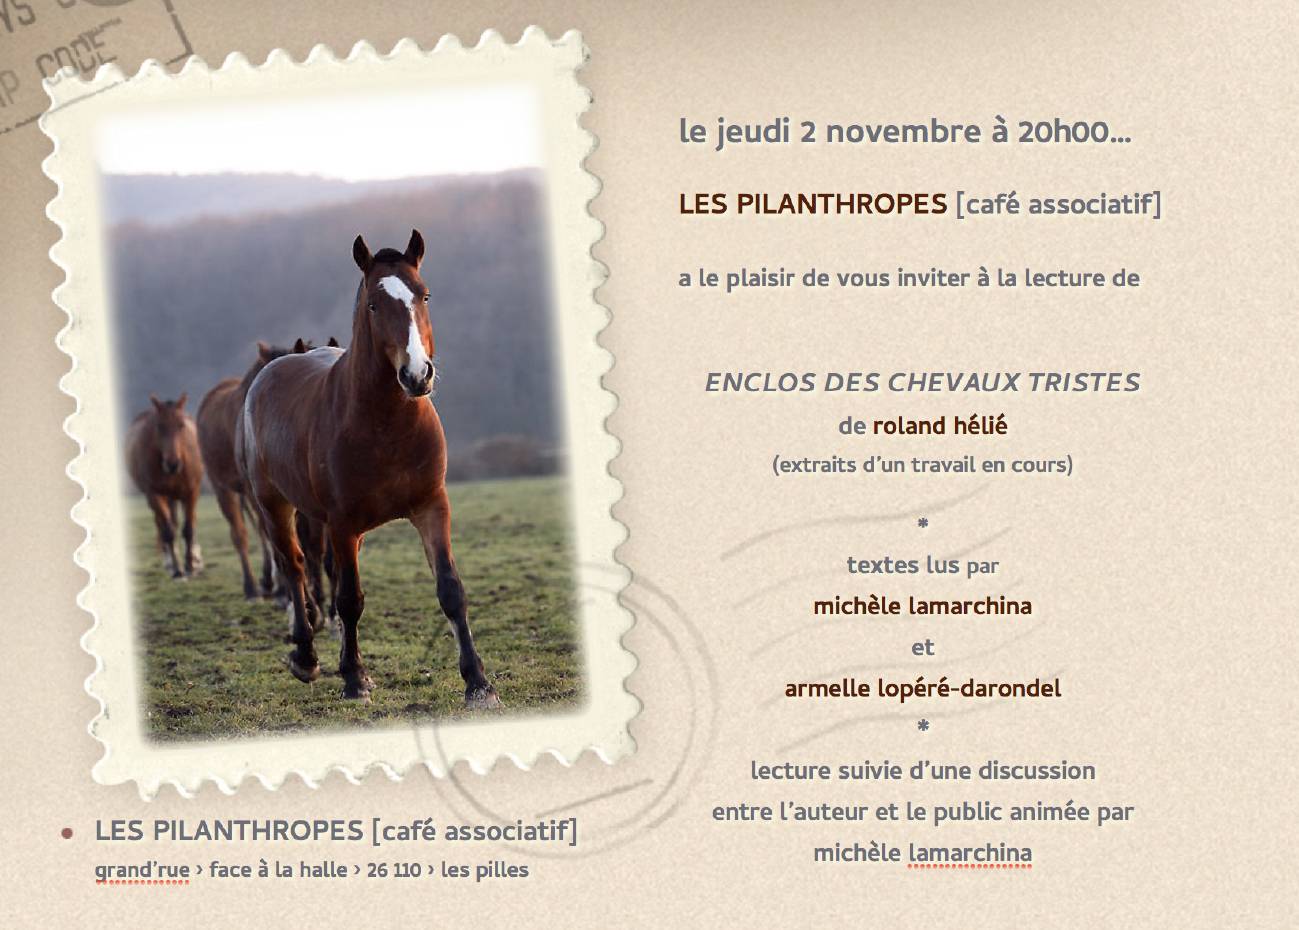 P CODE
le jeudi 2 novembre à 20h00...
LES PILANTHROPES [café associatif]
a le plaisir de vous inviter à la lecture de
ENCLOS DES CHEVAUX TRISTES
de roland hélié
(extraits d’un travail en cours)
*
textes lus par
michèle lamarchina
et
armelle lopéré-darondel
*
lecture suivie d’une discussion
entre l’auteur et le public animée par
michèle lamarchina
• LES PILANTHROPES [café associatif]
grand’rue › face à la halle › 26 110 › les pilles